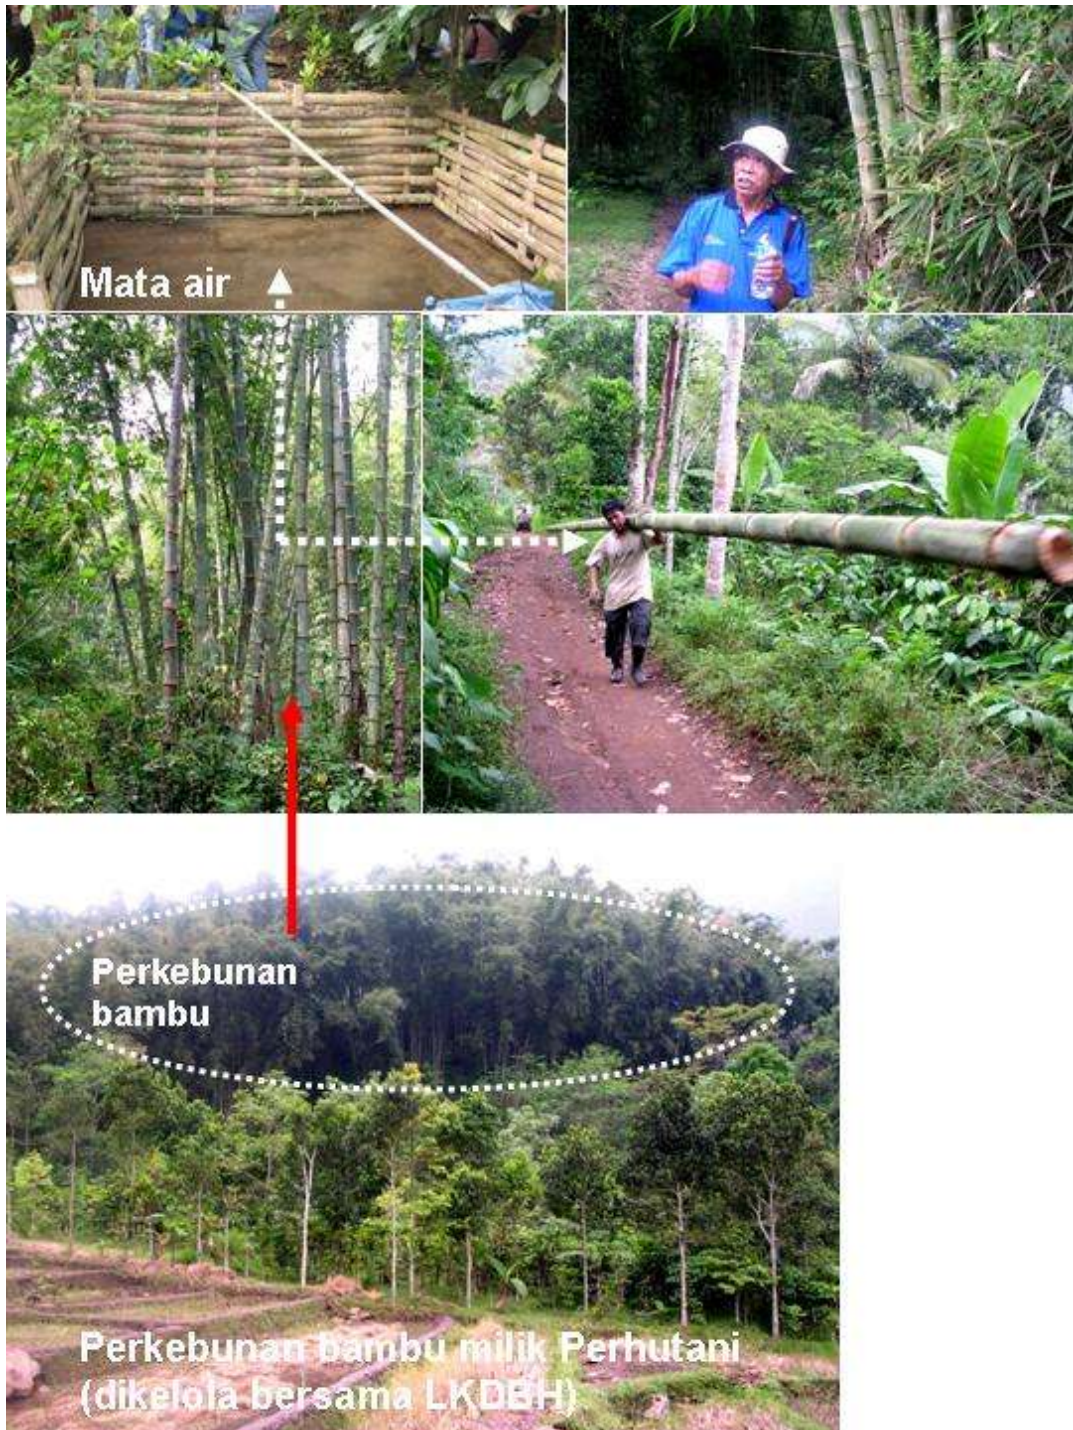 Mata air
Perkebunan
bambu
Perkebunan bambu milik Perhutani
(dikelola bersama LKDBH)